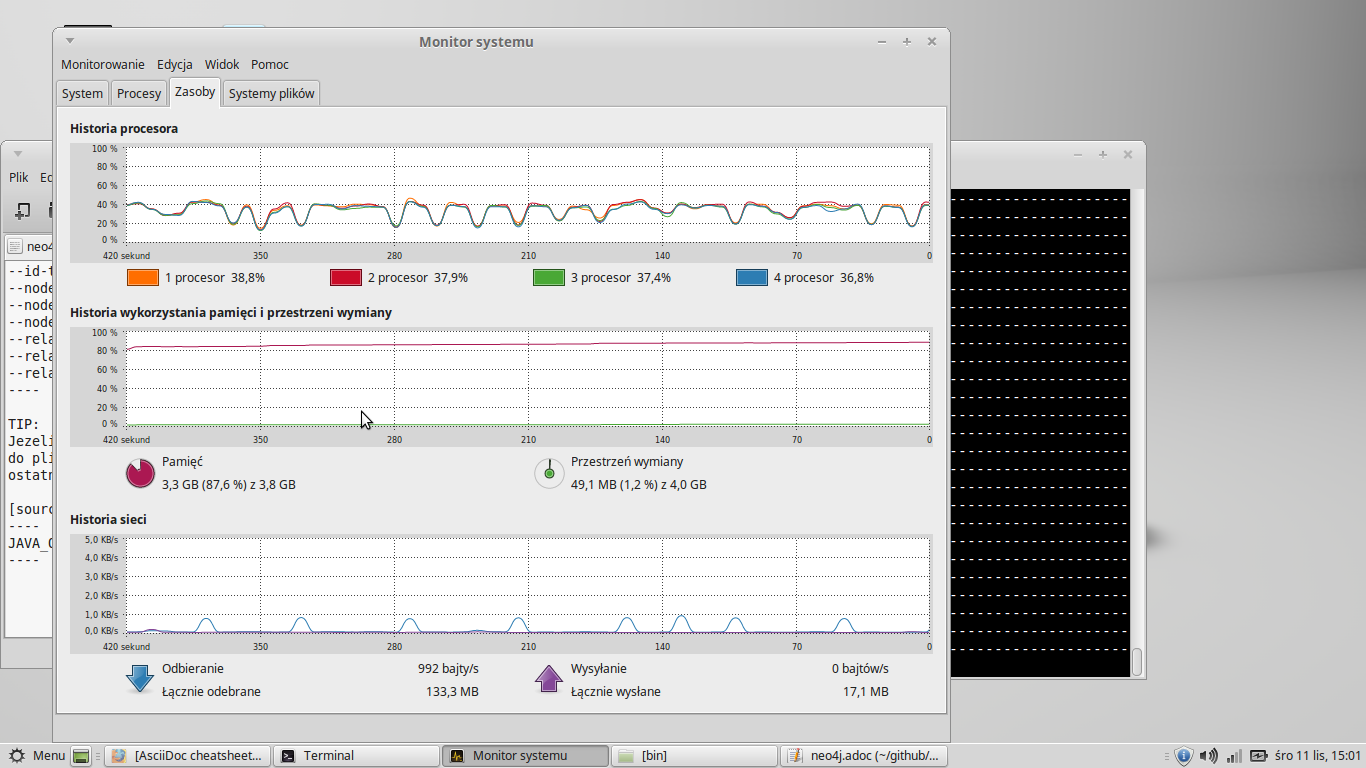 Monitor systemu
Monitorowanie Edycja Widok Pomoc
System Procesy Zasoby Systemy plików
Historia procesora
100 %
80 %
60 %
40 %
20 %
0 %
420 sekund 350 280 210 140 70 0
1 procesor 38,8% 2 procesor 37,9% 3 procesor 37,4% 4 procesor 36,8%
Historia wykorzystania pamięci i przestrzeni wymiany
100 %
80 %
60 %
40 %
20 %
0 %
420 sekund 350 280 210 140 70 0
Pamięć Przestrzeń wymiany
3,3 GB (87,6 %) z 3,8 GB 49,1 MB (1,2 %) z 4,0 GB
Historia sieci
5,0 KB/s
4,0 KB/s
3,0 KB/s
2,0 KB/s
1,0 KB/s
0,0 KB/s
420 sekund 350 280 210 140 70 0
Odbieranie 992 bajty/s Wysyłanie 0 bajtów/s
Łącznie odebrane 133,3 MB Łącznie wysłane 17,1 MB
Plik Ed
neo4
--id-t
--node
--node
--node
--rela
--rela
--rela
----
TIP:
Jezeli
do pli
ostatn
[sourc
----
JAVA_O
----
Menu [AsciiDoc cheatsheet... Terminal Monitor systemu [bin] neo4j.adoc (~/github/... śro 11 lis, 15:01